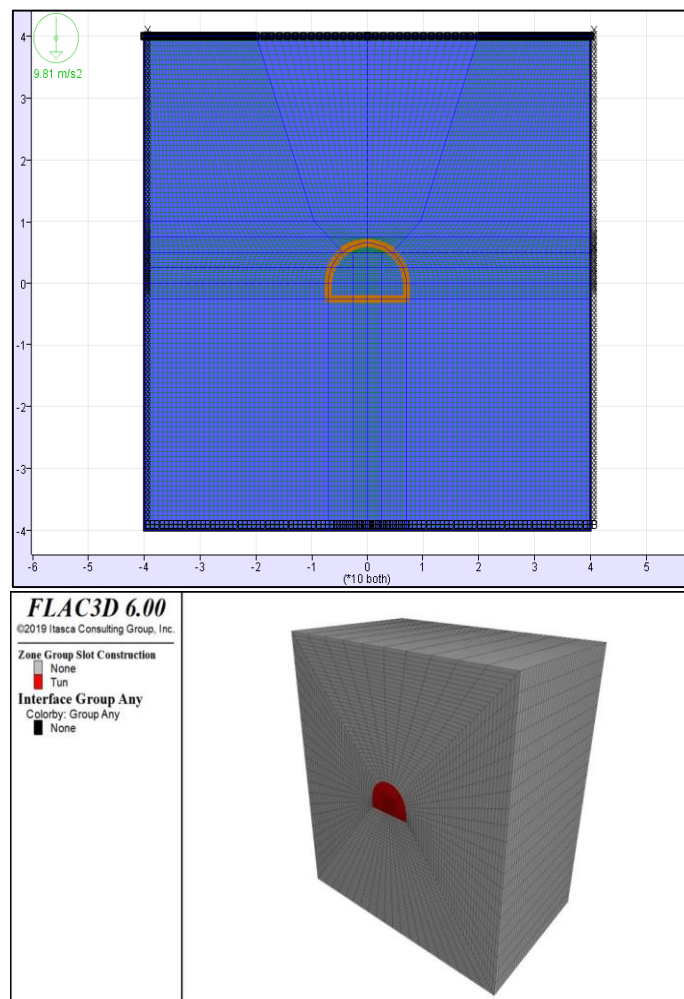 4
9.81 m/s2
3
2
1
0
-1
-2
-3
-4
-6 -5 -4 -3 -2 -1 0 1 2 3 4 5
(*10 both)
FLAC3D 6.00
©2019 Itasca Consulting Group, Inc.
Zone Group Slot Construction
None
Tun
Interface Group Any
Colorby: Group Any
None